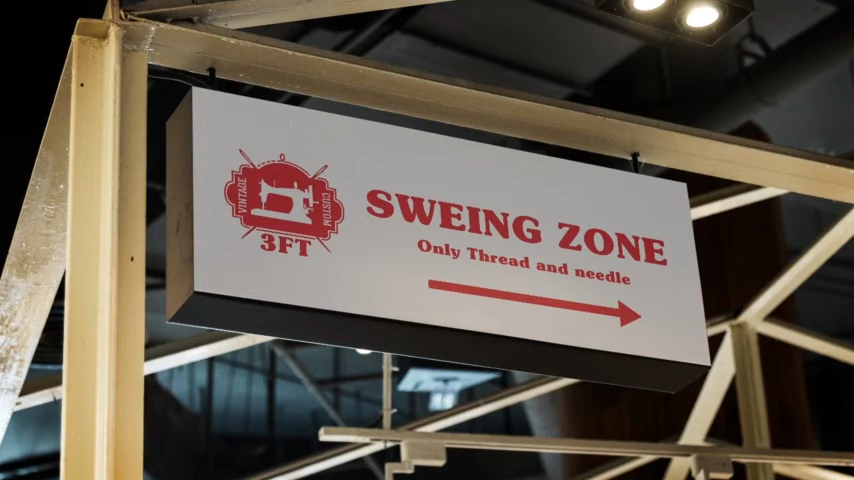 VINTAGE
CUSTOM
3FT
SWEING ZONE
Only Thread and needle